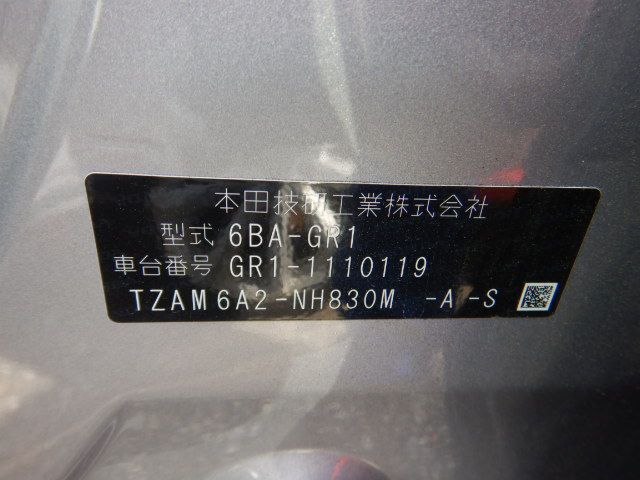 本田技研工業株式会社
型式 6BA-GR1
車台番号 GR1-1110119
TZAM6A2-NH830M -A -S